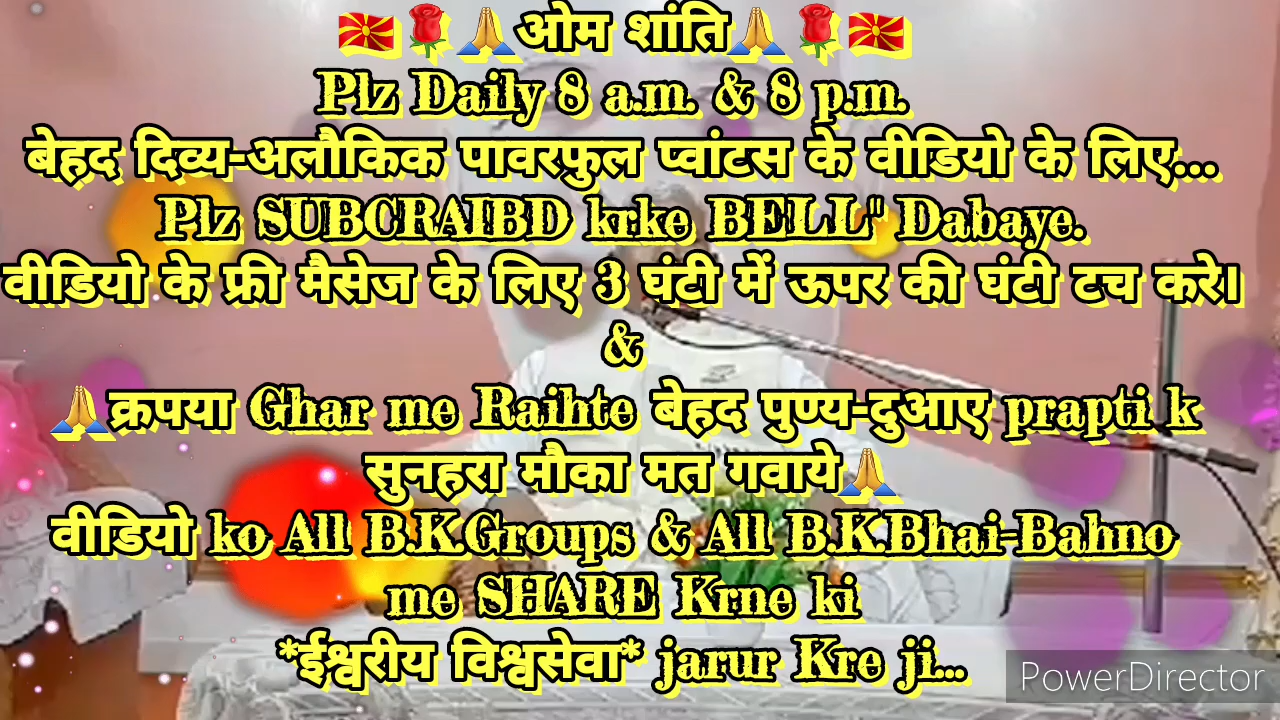 🇲🇰🌹🙏ओम शांति🙏🌹🇲🇰
Plz Daily 8 a.m. & 8 p.m.
बेहद दिव्य-अलौकिक पावरफुल प्वांटस के वीडियो के लिए...
Plz SUBCRAIBD krke BELL" Dabaye.
वीडियो के फ्री मैसेज के लिए 3 घंटी में ऊपर की घंटी टच करे।
&
🙏क्रपया Ghar me Raihte बेहद पुण्य-दुआए prapti k
सुनहरा मौका मत गवाये🙏
वीडियो ko All B.K.Groups & All B.K.Bhai-Bahno
me SHARE Krne ki
*ईश्वरीय विश्वसेवा* jarur Kre ji...
PowerDirector